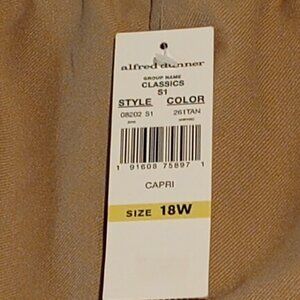 alfred dunner
GROUP NAME
CLASSICS
S1
STYLE COLOR
08202 S1 261TAN
1 91608 75897 1
CAPRI
SIZE 18W